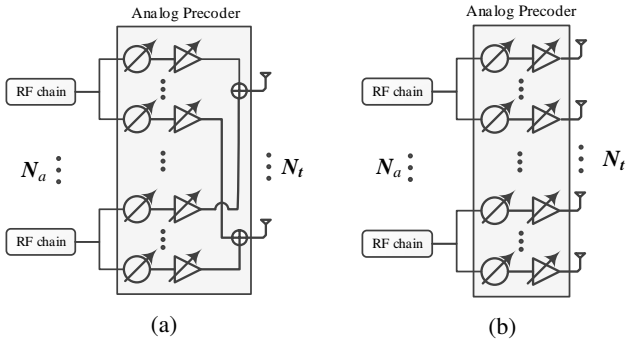 Analog Precoder
RF chain
N_a
N_t
RF chain
(a)
Analog Precoder
RF chain
N_a
N_t
RF chain
(b)